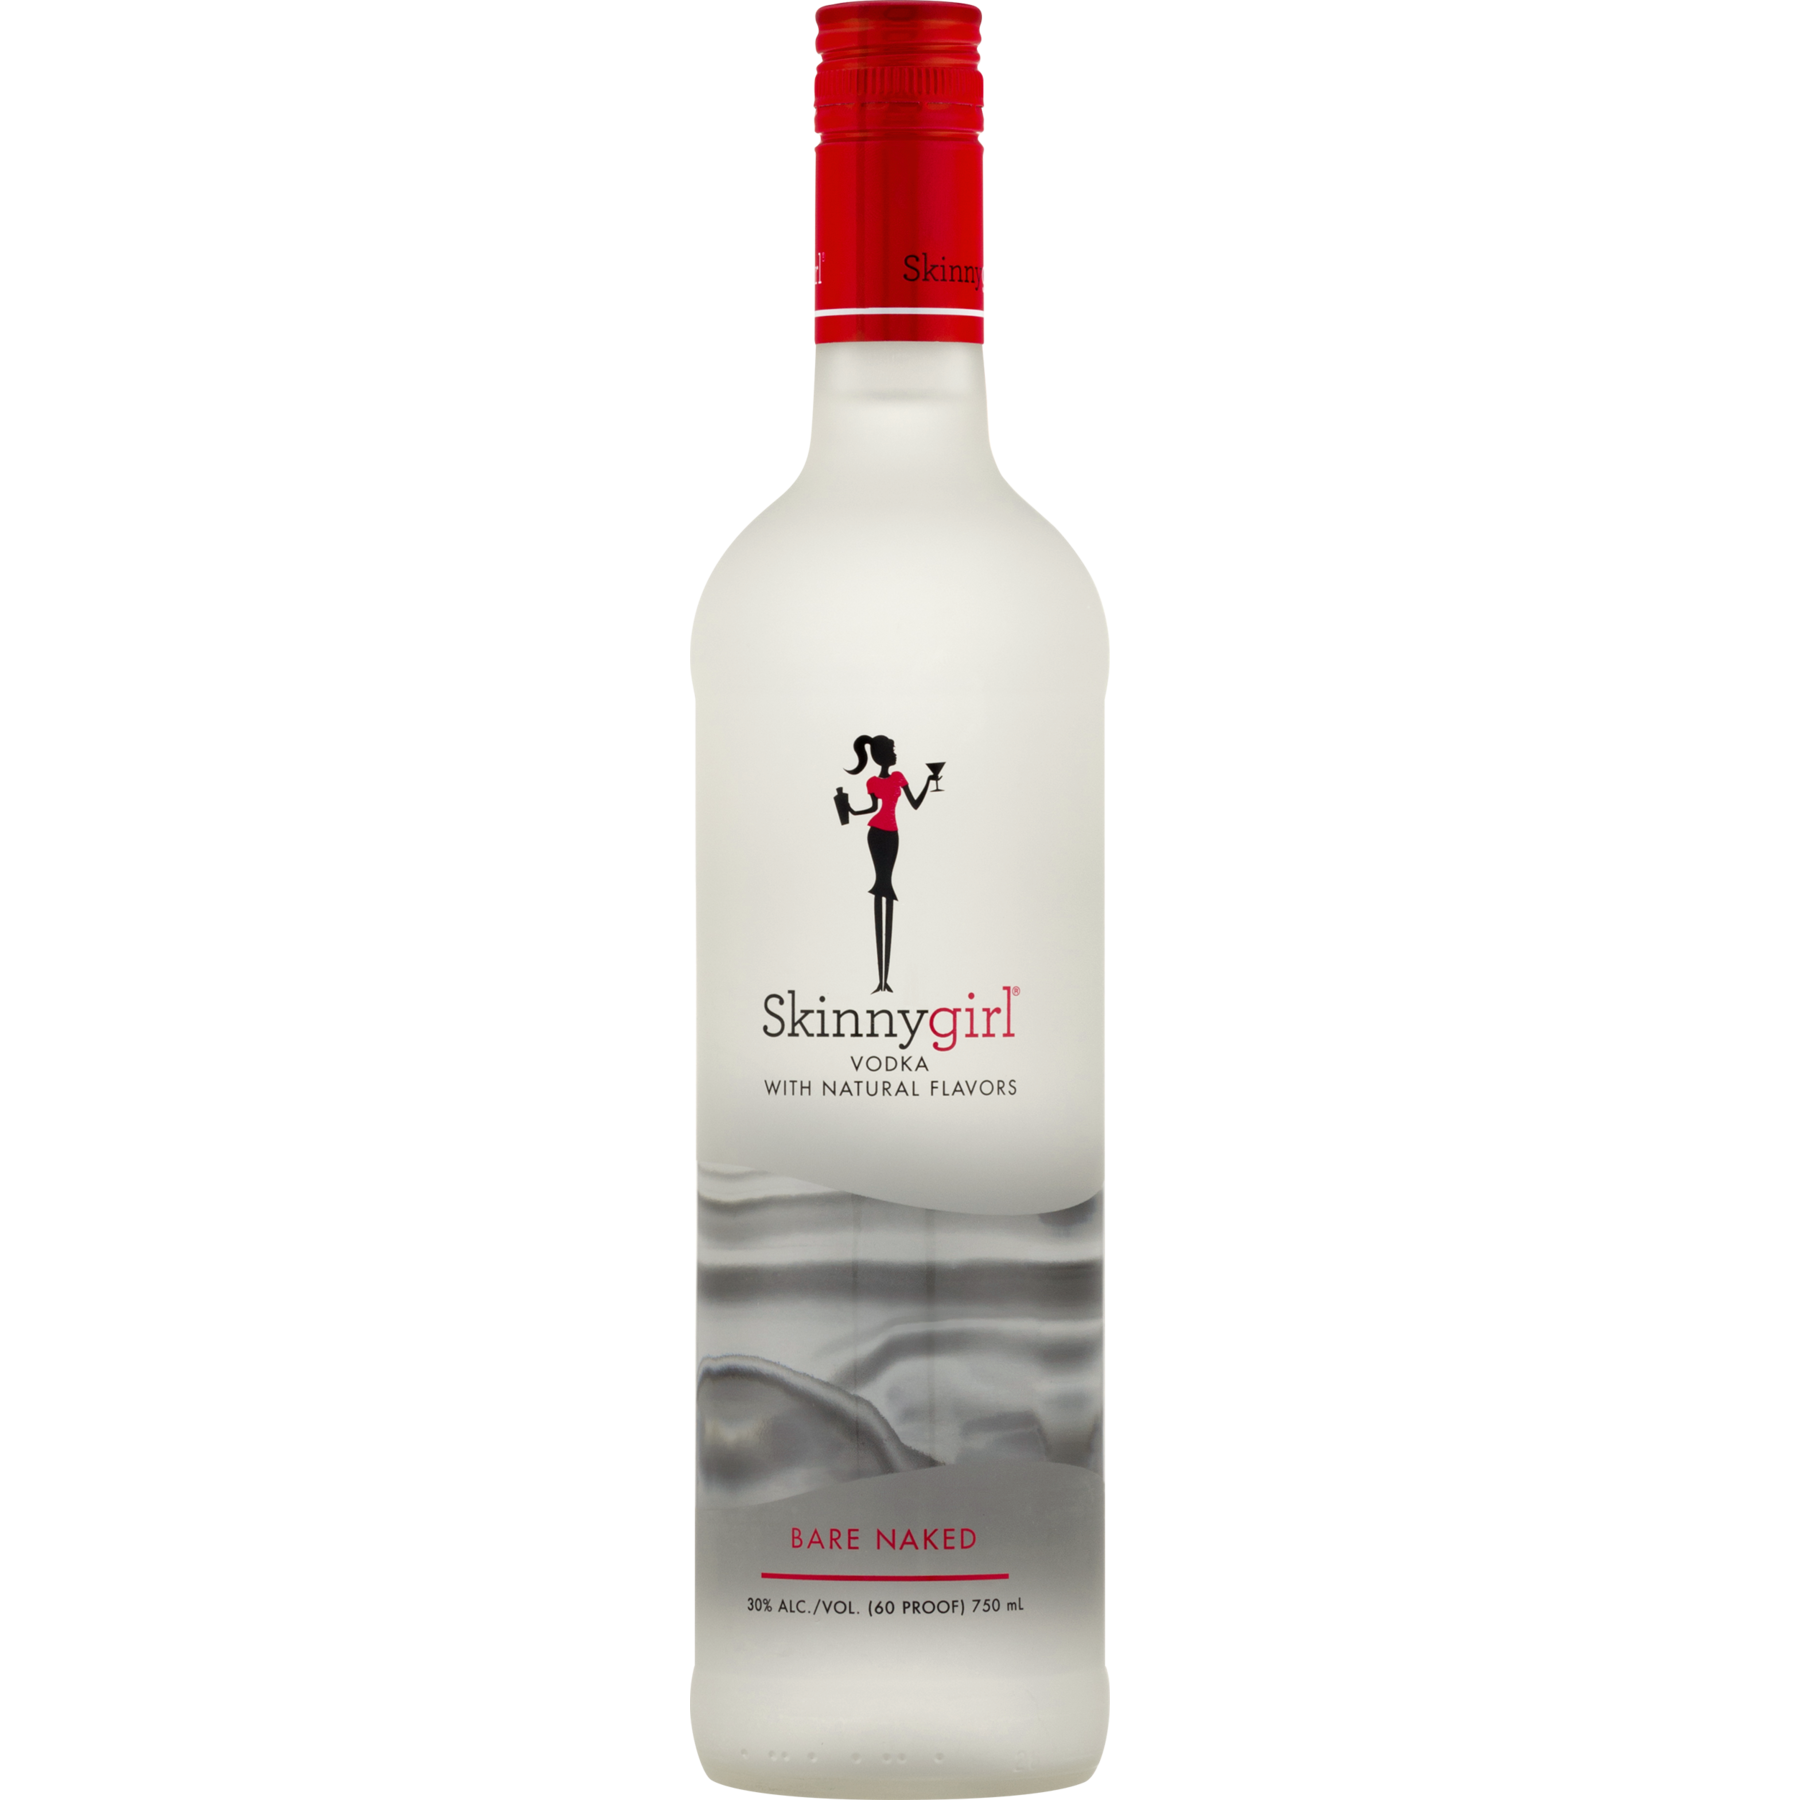 Skinny
Skinnygirl®
VODKA
WITH NATURAL FLAVORS
BARE NAKED
30% ALC./VOL. (60 PROOF) 750 mL